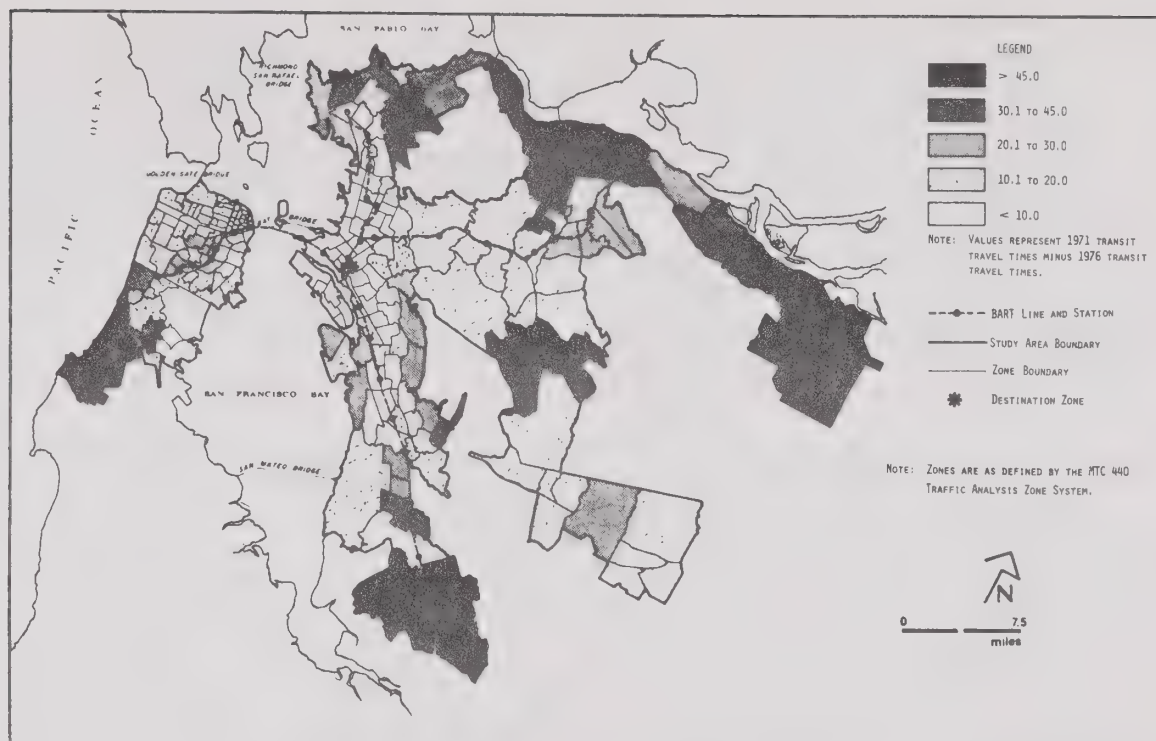 SAN PABLO BAY
RICHMOND
SAN RAFAEL
BRIDGE
OCEAN
GOLDEN GATE BRIDGE
BRIDGE
PACIFIC
SAN FRANCISCO BAY
SAN MATEO BRIDGE
LEGEND
> 45.0
30.1 TO 45.0
20.1 TO 30.0
10.1 TO 20.0
< 10.0
NOTE: VALUES REPRESENT 1971 TRANSIT
TRAVEL TIMES MINUS 1976 TRANSIT
TRAVEL TIMES.
BART LINE AND STATION
STUDY AREA BOUNDARY
ZONE BOUNDARY
DESTINATION ZONE
NOTE: ZONES ARE AS DEFINED BY THE MTC 440
TRAFFIC ANALYSIS ZONE SYSTEM.
N
0 7.5
miles